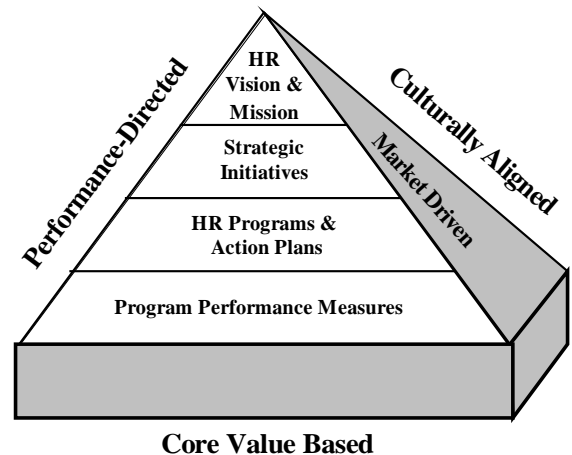 HR
Vision &
Mission
Strategic
Initiatives
HR Programs &
Action Plans
Program Performance Measures
Performance-Directed
Culturally Aligned
Market Driven
Core Value Based